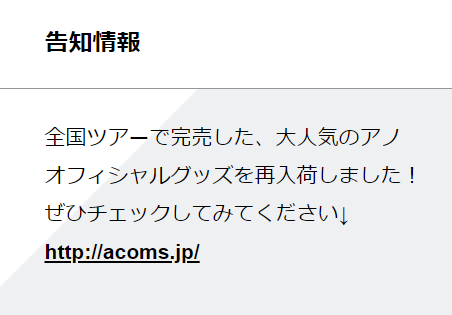 告知情報
全国ツアーで完売した、大人気のアノ
オフィシャルグッズを再入荷しました！
ぜひチェックしてみてください↓
http://acoms.jp/